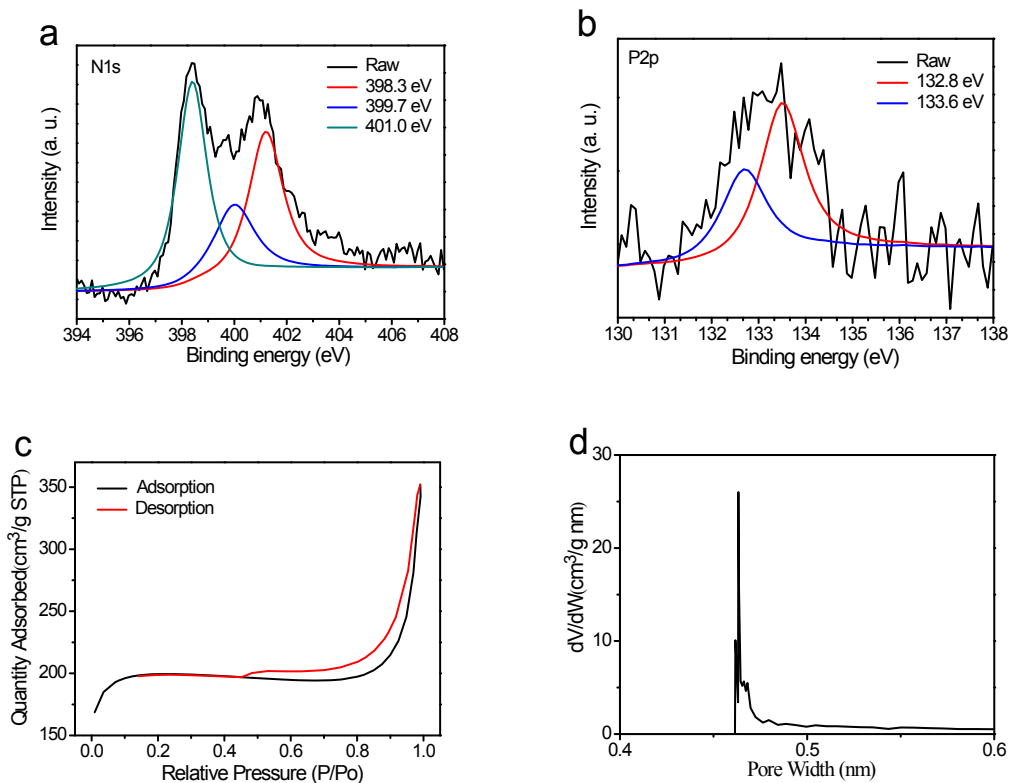 a
N1s
Raw
398.3 eV
399.7 eV
401.0 eV
Intensity (a. u.)
394 396 398 400 402 404 406 408
Binding energy (eV)
b
P2p
Raw
132.8 eV
133.6 eV
Intensity (a. u.)
130 131 132 133 134 135 136 137 138
Binding energy (eV)
c
Adsorption
Desorption
Quantity Adsorbed(cm³/g STP)
350
300
250
200
150
0.0 0.2 0.4 0.6 0.8 1.0
Relative Pressure (P/Po)
d
dV/dW(cm³/g nm)
30
20
10
0
0.4 0.5 0.6
Pore Width (nm)